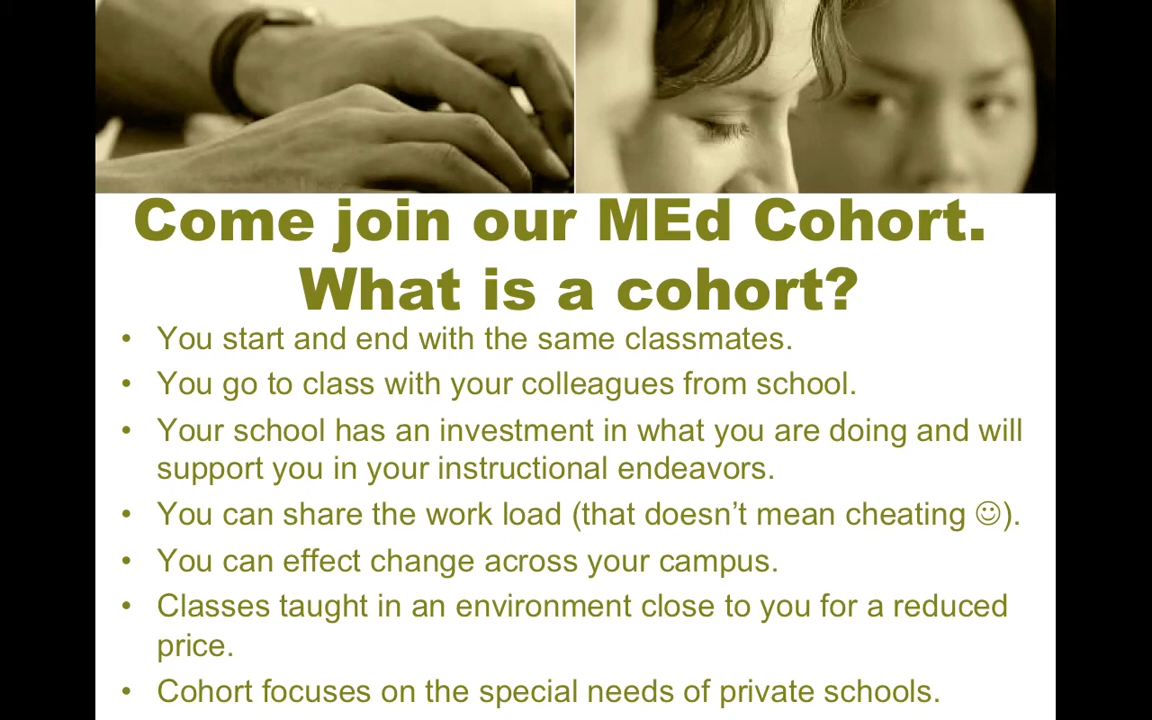 Come join our MEd Cohort.
What is a cohort?
• You start and end with the same classmates.
• You go to class with your colleagues from school.
• Your school has an investment in what you are doing and will
support you in your instructional endeavors.
• You can share the work load (that doesn’t mean cheating ☺).
• You can effect change across your campus.
• Classes taught in an environment close to you for a reduced
price.
• Cohort focuses on the special needs of private schools.